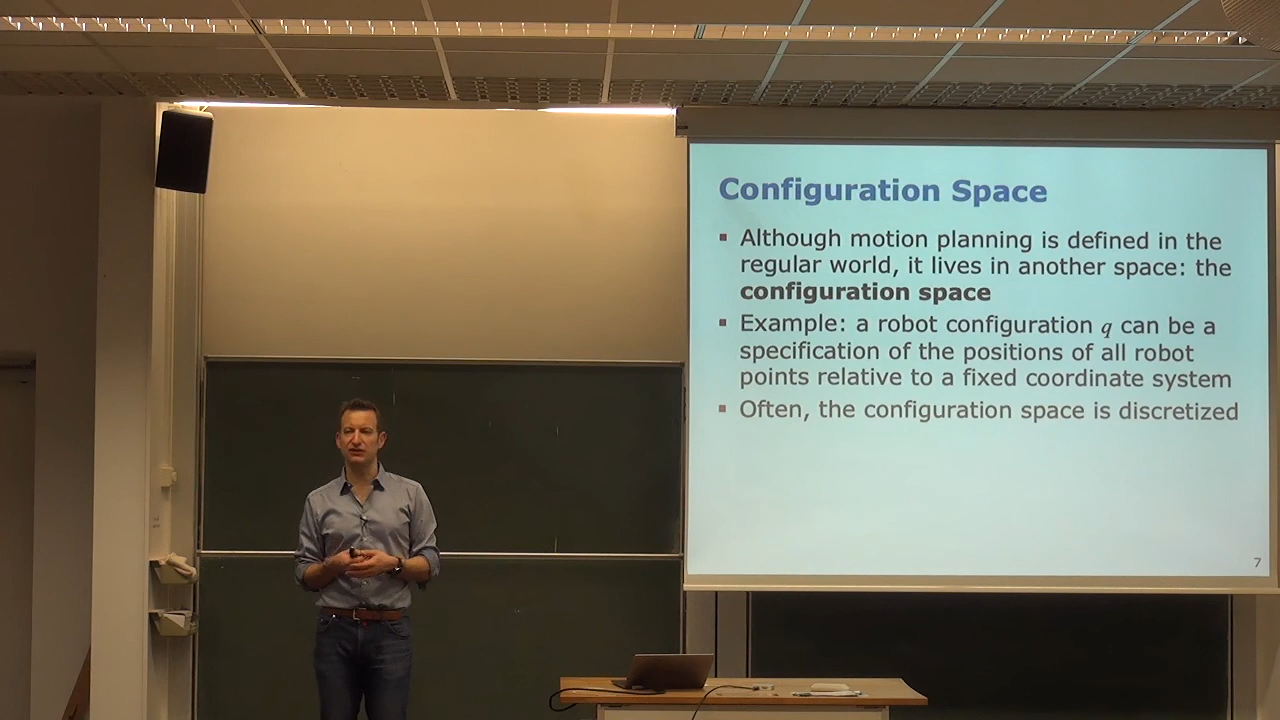 Configuration Space
Although motion planning is defined in the
regular world, it lives in another space: the
configuration space
Example: a robot configuration q can be a
specification of the positions of all robot
points relative to a fixed coordinate system
Often, the configuration space is discretized
7